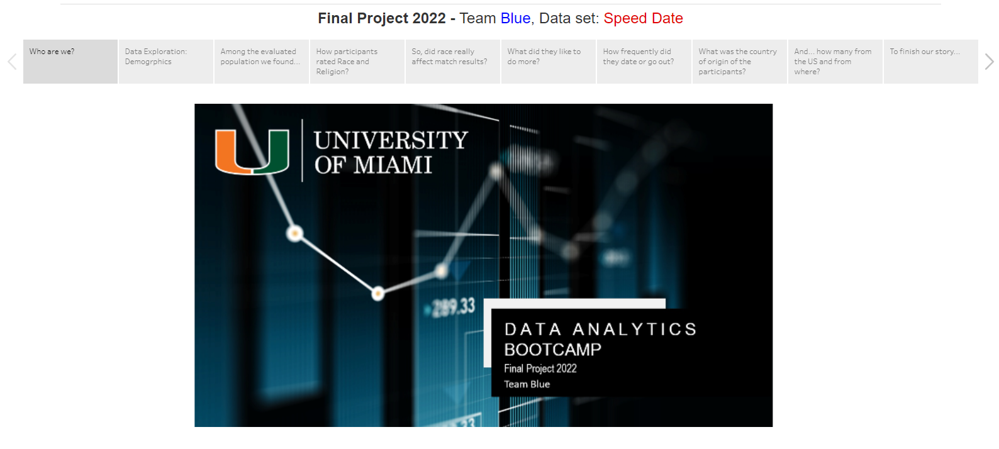 Final Project 2022 - Team Blue, Data set: Speed Date
Who are we?
Data Exploration:
Demogrphics
Among the evaluated
population we found...
How participants
rated Race and
Religion?
So, did race really
affect match results?
What did they like to
do more?
How frequently did
they date or go out?
What was the country
of origin of the
participants?
And... how many from
the US and from
where?
To finish our story...
UNIVERSITY
OF MIAMI
289.33
DATA ANALYTICS
BOOTCAMP
Final Project 2022
Team Blue